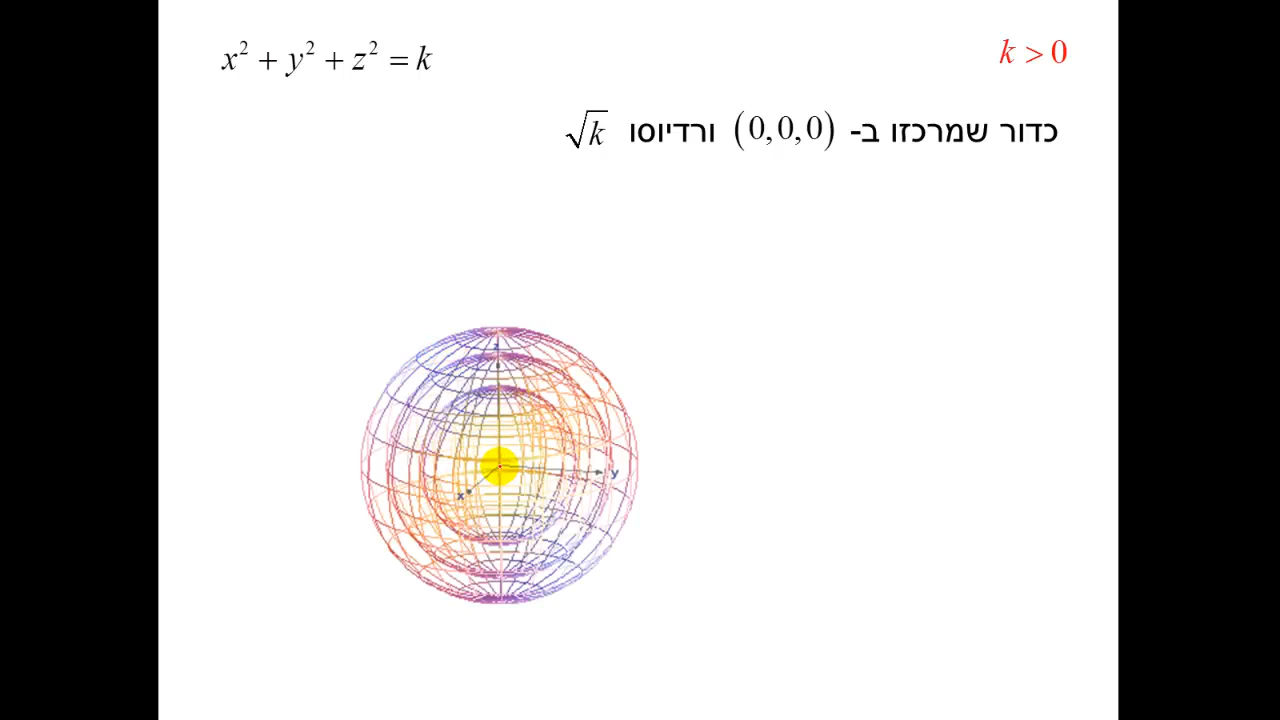 x² + y² + z² = k
k > 0
כדור שמרכזו ב- (0,0,0) ורדיוסו √k
z
y
x